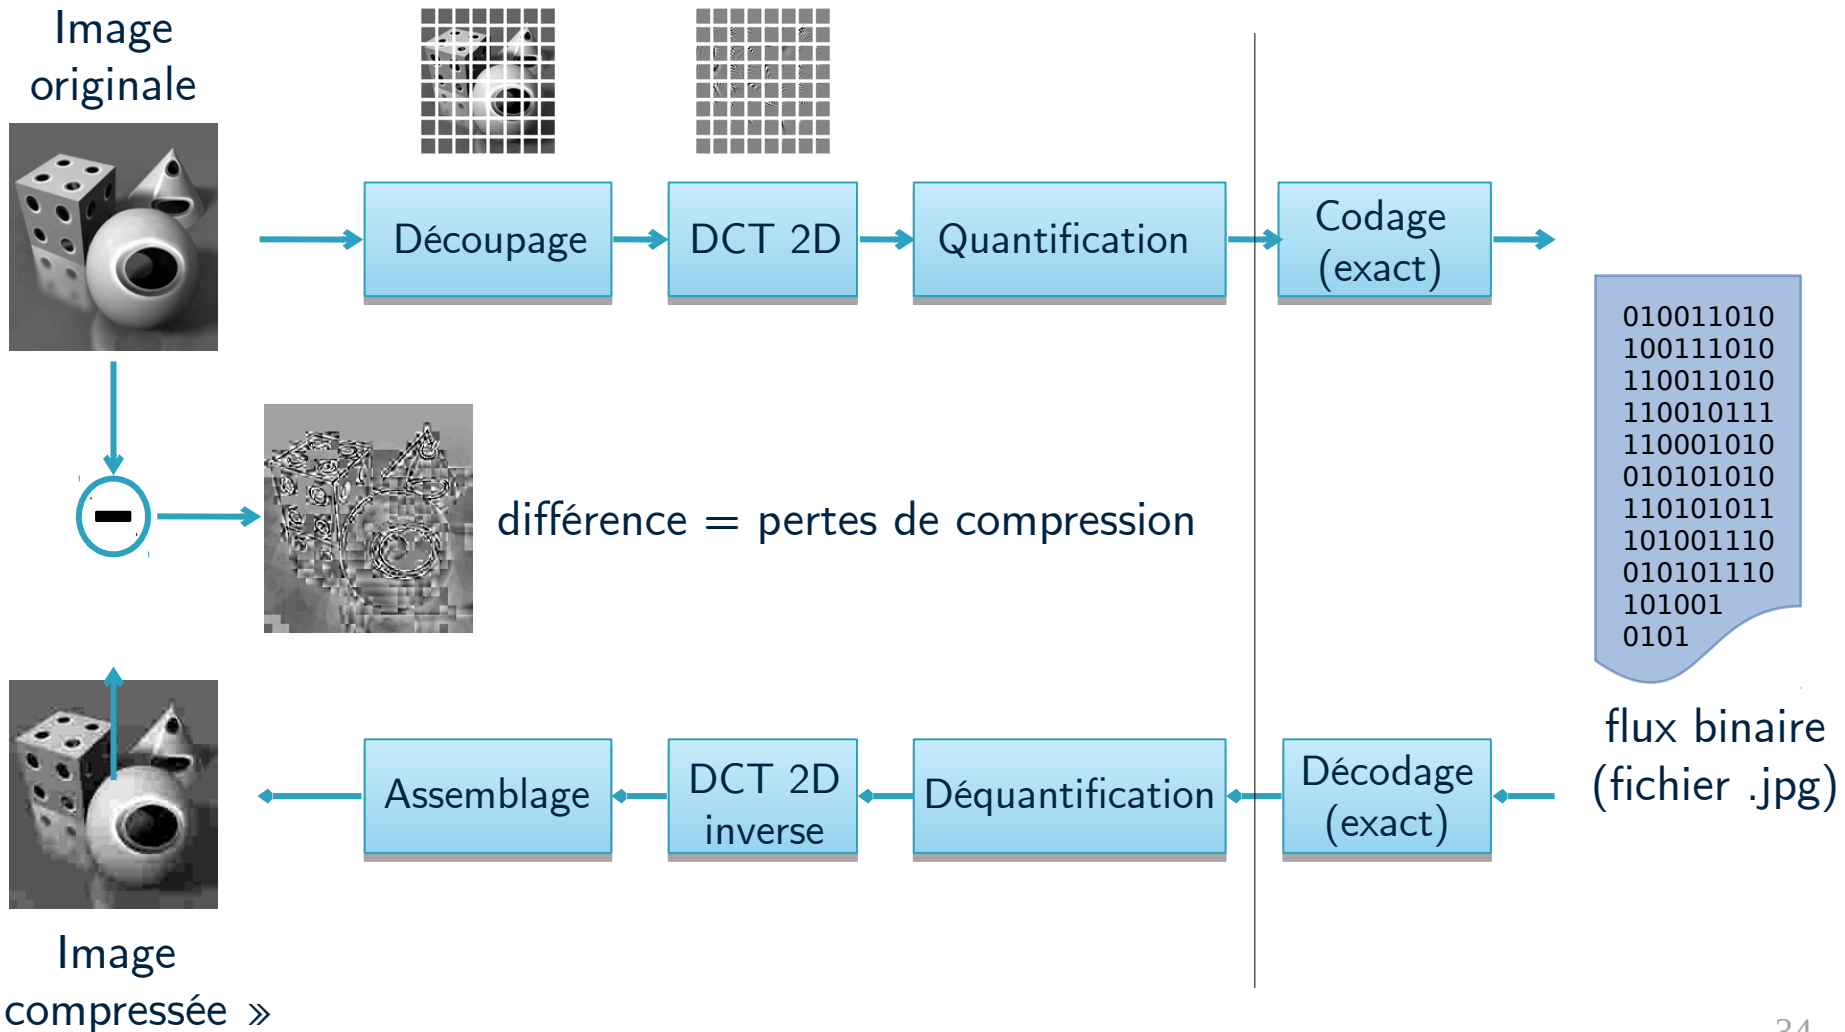 Image
originale
Découpage
DCT 2D
Quantification
Codage
(exact)
010011010
100111010
110011010
110010111
110001010
010101010
110101011
101001110
010101110
101001
0101
différence = pertes de compression
flux binaire
(fichier .jpg)
Assemblage
DCT 2D
inverse
Déquantification
Décodage
(exact)
Image
compressée »
34